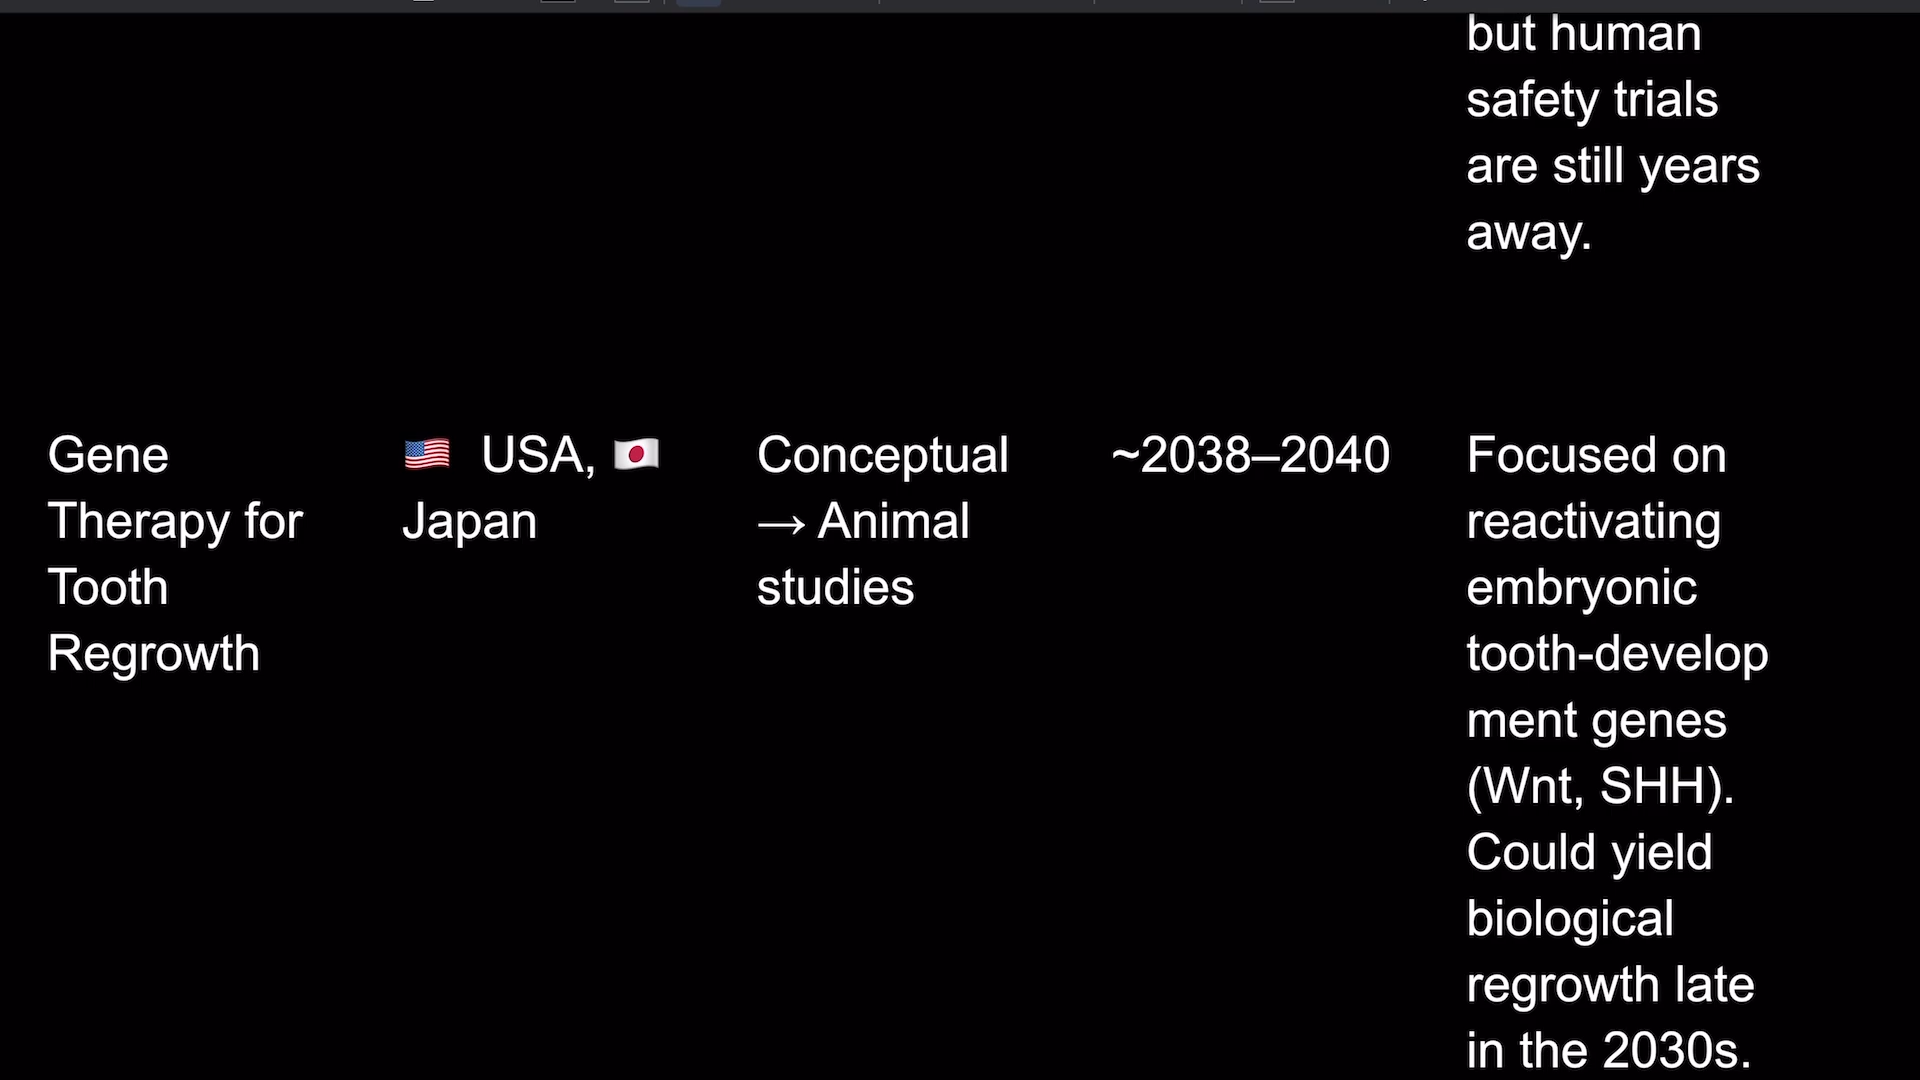 but human
safety trials
are still years
away.
Gene
Therapy for
Tooth
Regrowth
🇺🇸 USA, 🇯🇵
Japan
Conceptual
→ Animal
studies
~2038–2040
Focused on
reactivating
embryonic
tooth-develop
ment genes
(Wnt, SHH).
Could yield
biological
regrowth late
in the 2030s.